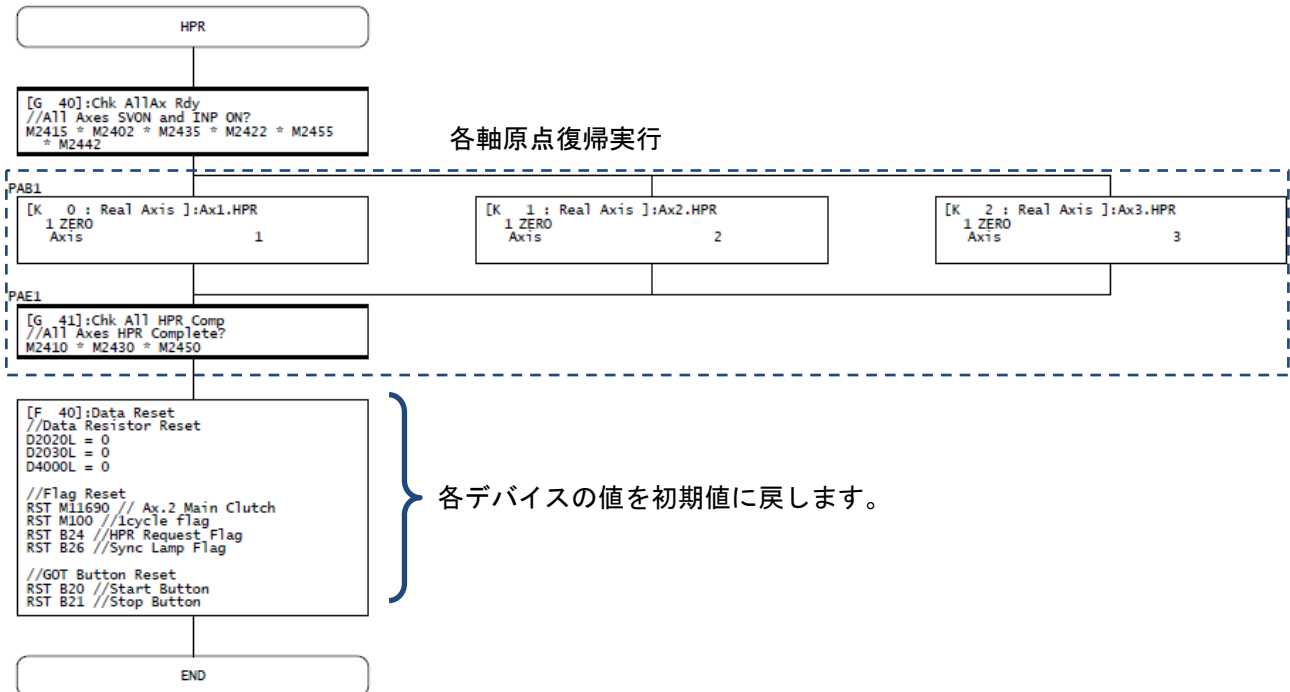 HPR
[G 40]:Chk AllAx Rdy
//All Axes SVON and INP ON?
M2415 * M2402 * M2435 * M2422 * M2455
* M2442
各軸原点復帰実行
PAB1
[K 0 : Real Axis ]:Ax1.HPR
1 ZERO
Axis 1
[K 1 : Real Axis ]:Ax2.HPR
1 ZERO
Axis 2
[K 2 : Real Axis ]:Ax3.HPR
1 ZERO
Axis 3
PAE1
[G 41]:Chk All HPR Comp
//All Axes HPR Complete?
M2410 * M2430 * M2450
[F 40]:Data Reset
//Data Resistor Reset
D2020L = 0
D2030L = 0
D4000L = 0
//Flag Reset
RST M11690 // Ax.2 Main Clutch
RST M100 //1cycle flag
RST B24 //HPR Request Flag
RST B26 //Sync Lamp Flag
//GOT Button Reset
RST B20 //Start Button
RST B21 //Stop Button
各デバイスの値を初期値に戻します。
END